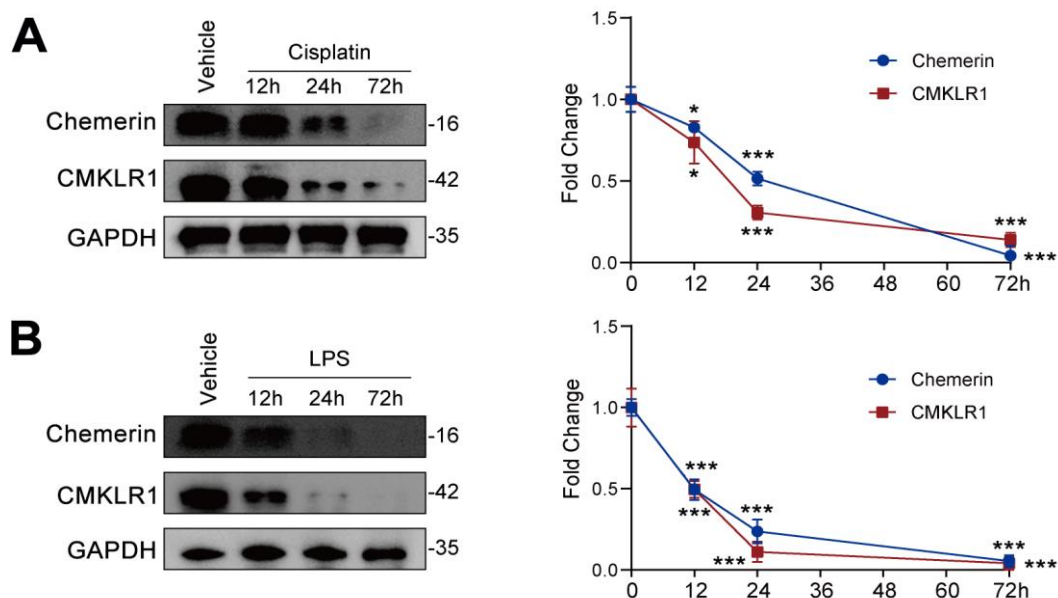 A
Vehicle
Cisplatin
12h 24h 72h
Chemerin
-16
CMKLR1
-42
GAPDH
-35
Fold Change
1.5
1.0
0.5
0.0
0 12 24 36 48 60 72h
Chemerin
CMKLR1
*
*
***
***
***
***
B
Vehicle
LPS
12h 24h 72h
Chemerin
-16
CMKLR1
-42
GAPDH
-35
Fold Change
1.5
1.0
0.5
0.0
0 12 24 36 48 60 72h
Chemerin
CMKLR1
***
***
***
***
***
***